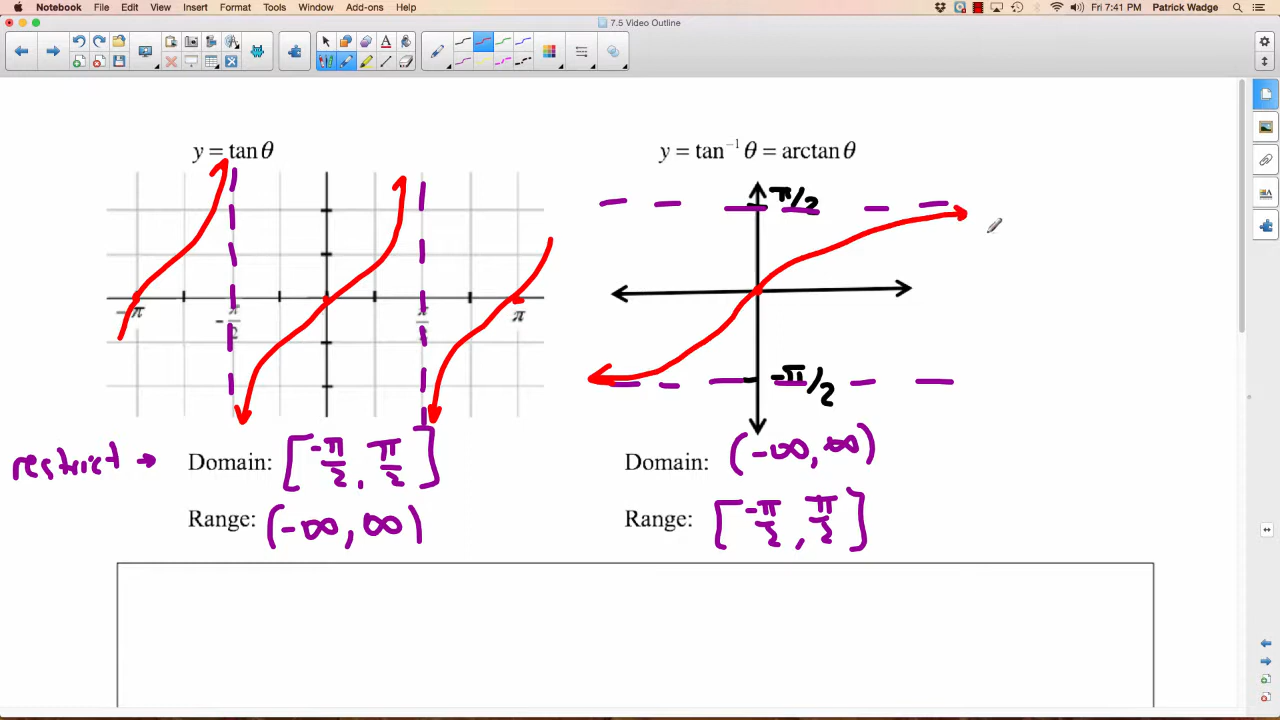 Notebook File Edit View Insert Format Tools Window Add-ons Help Fri 7:41 PM Patrick Wadge
7.5 Video Outline
y = tan θ
y = tan⁻¹ θ = arctan θ
π/2
-π -π/2 π
-π/2
restrict → Domain: [-π/2, π/2]
Range: (-∞, ∞)
Domain: (-∞, ∞)
Range: [-π/2, π/2]